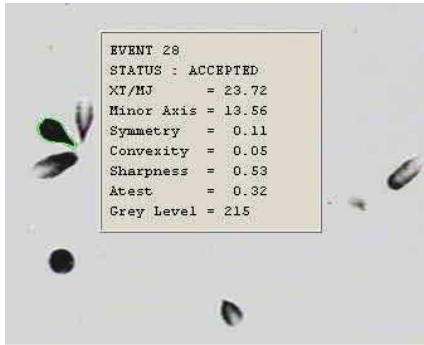 EVENT 28
STATUS : ACCEPTED
XT/MJ = 23.72
Minor Axis = 13.56
Symmetry = 0.11
Convexity = 0.05
Sharpness = 0.53
Atest = 0.32
Grey Level = 215